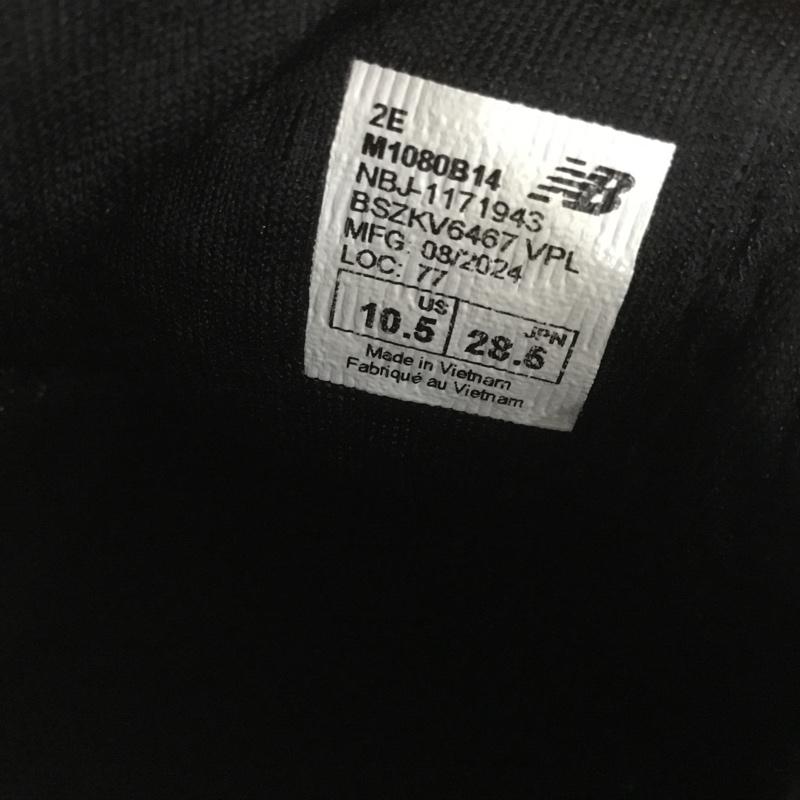 2E
M1080B14
NB
NBJ-1171943
BSZKV6467 VPL
MFG: 08/2024
LOC: 77
US
10.5
JPN
28.5
Made in Vietnam
Fabriqué au Vietnam